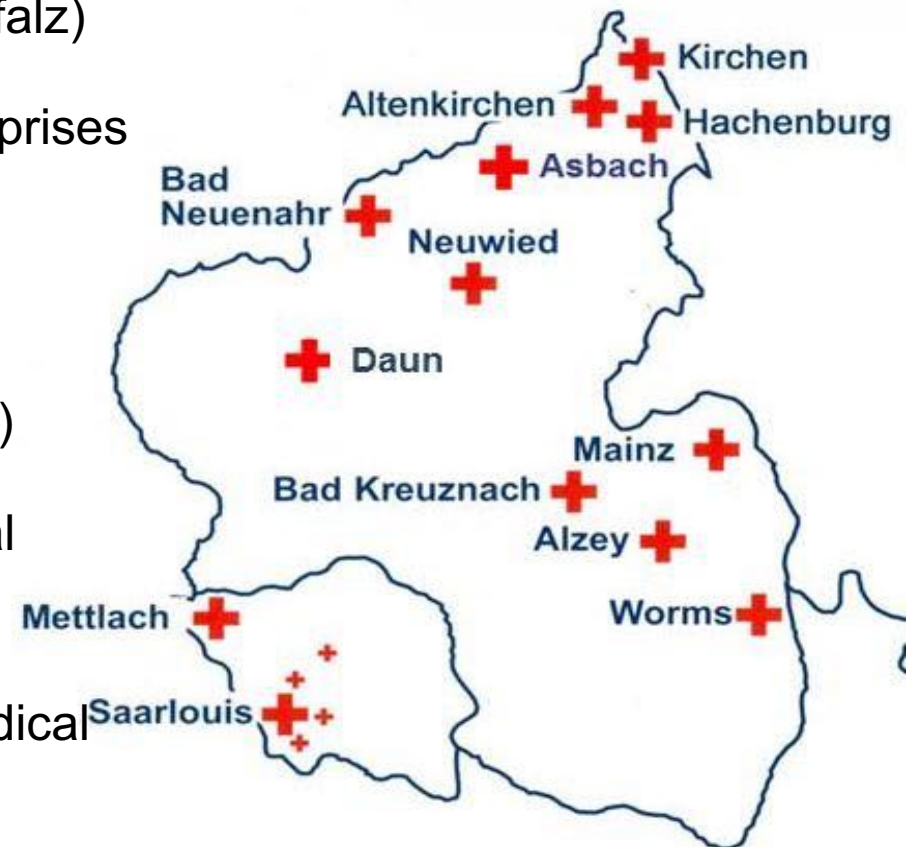 falz)
prises
)
al
dical
Kirchen
Altenkirchen
Hachenburg
Asbach
Bad
Neuenahr
Neuwied
Daun
Mainz
Bad Kreuznach
Alzey
Worms
Mettlach
Saarlouis